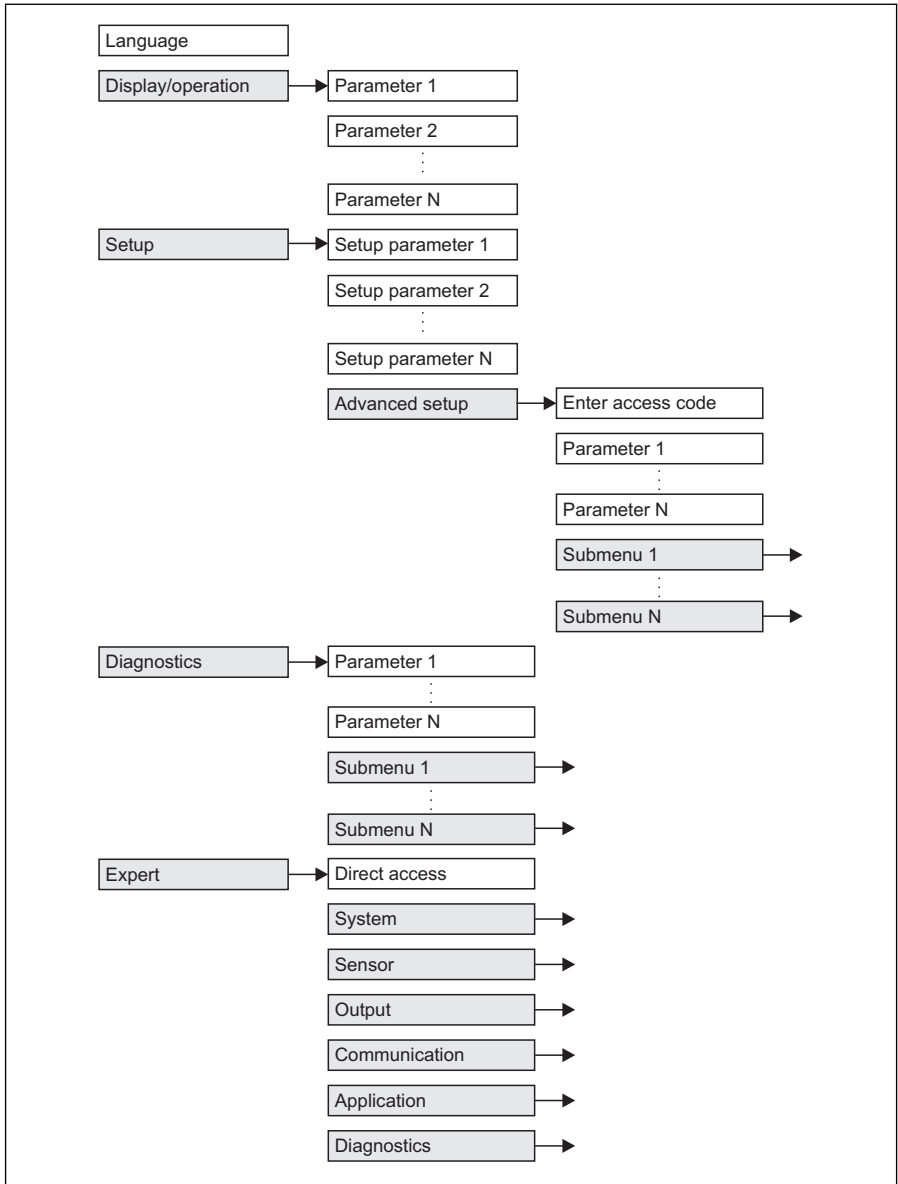 Language
Display/operation
Parameter 1
Parameter 2
Parameter N
Setup
Setup parameter 1
Setup parameter 2
Setup parameter N
Advanced setup
Enter access code
Parameter 1
Parameter N
Submenu 1
Submenu N
Diagnostics
Parameter 1
Parameter N
Submenu 1
Submenu N
Expert
Direct access
System
Sensor
Output
Communication
Application
Diagnostics